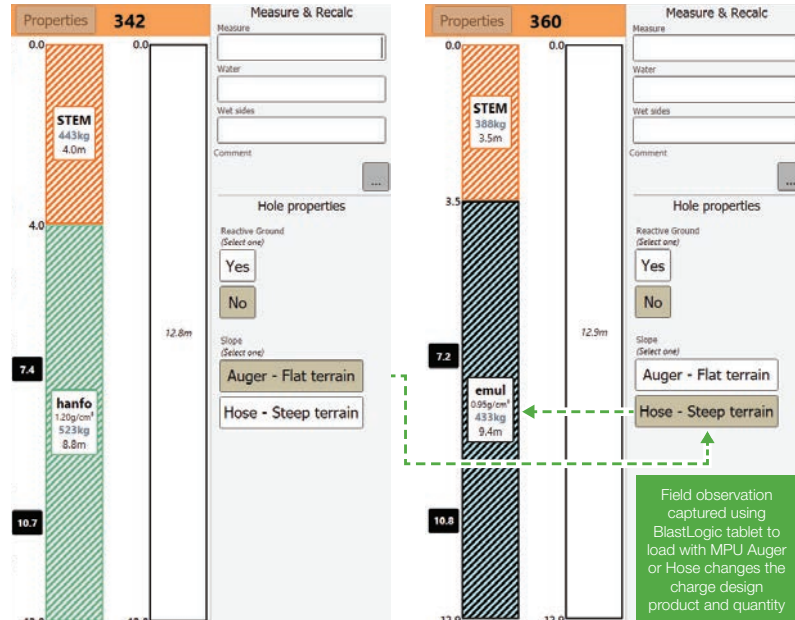 Properties
342
Measure & Recalc
Measure
Water
Wet sides
Comment
...
Hole properties
Reactive Ground
(Select one)
Yes
No
Slope
(Select one)
Auger - Flat terrain
Hose - Steep terrain
0.0
0.0
STEM
443kg
4.0m
4.0
12.8m
7.4
hanfo
1.20g/cm³
523kg
8.8m
10.7
Properties
360
Measure & Recalc
Measure
Water
Wet sides
Comment
...
Hole properties
Reactive Ground
(Select one)
Yes
No
Slope
(Select one)
Auger - Flat terrain
Hose - Steep terrain
0.0
0.0
STEM
388kg
3.5m
3.5
12.9m
7.2
emul
0.95g/cm³
433kg
9.4m
10.8
12.9
12.9
Field observation
captured using
BlastLogic tablet to
load with MPU Auger
or Hose changes the
charge design
product and quantity